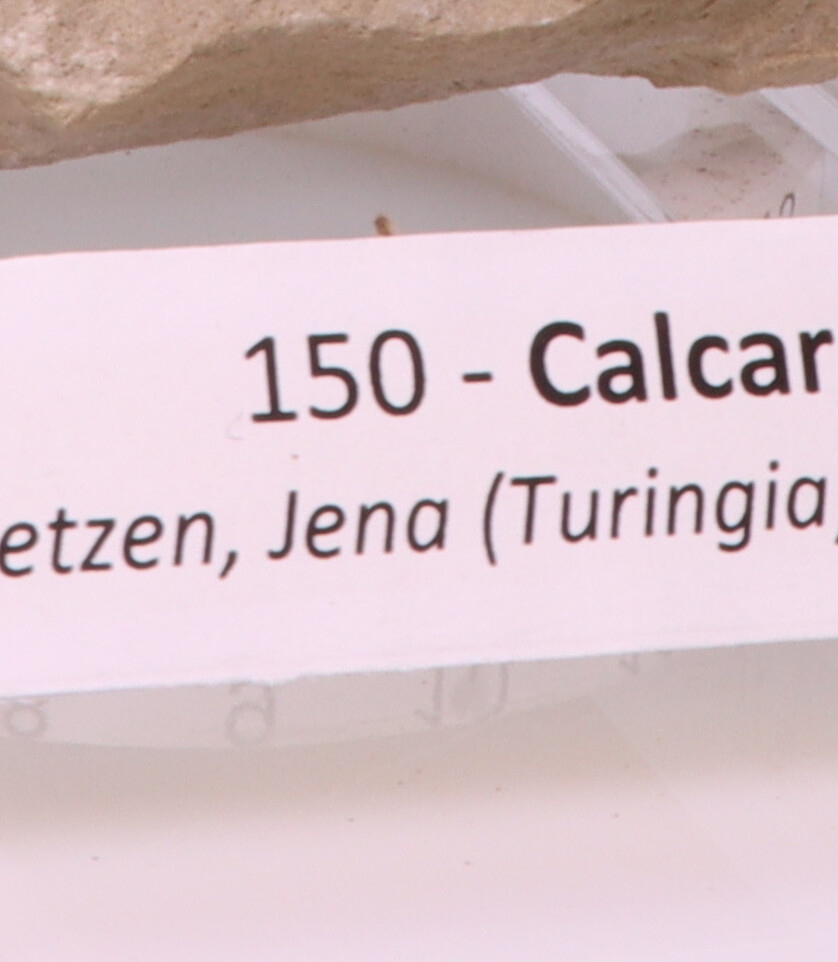 150 - Calcar
etzen, Jena (Turingia,